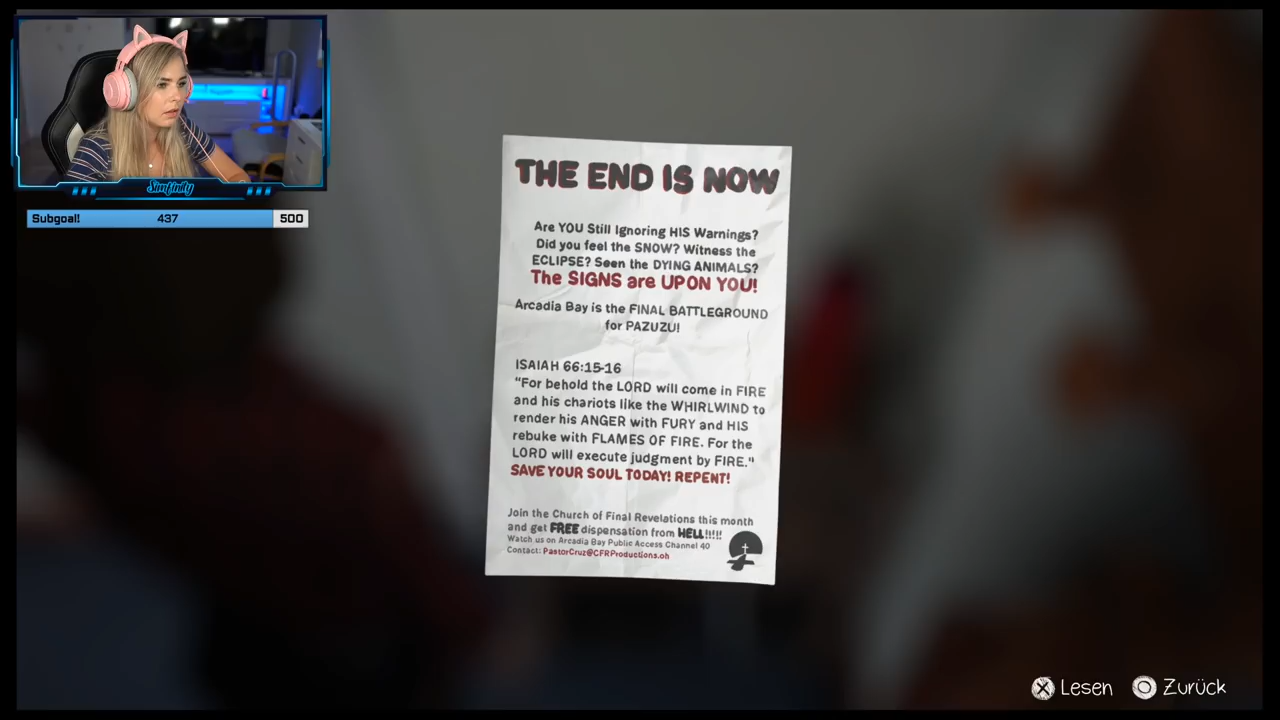 Simfinity
Subgoal! 437 500
THE END IS NOW
Are YOU Still Ignoring HIS Warnings?
Did you feel the SNOW? Witness the
ECLIPSE? Seen the DYING ANIMALS?
The SIGNS are UPON YOU!
Arcadia Bay is the FINAL BATTLEGROUND
for PAZUZU!
ISAIAH 66:15-16
"For behold the LORD will come in FIRE
and his chariots like the WHIRLWIND to
render his ANGER with FURY and HIS
rebuke with FLAMES OF FIRE. For the
LORD will execute judgment by FIRE."
SAVE YOUR SOUL TODAY! REPENT!
Join the Church of Final Revelations this month
and get FREE dispensation from HELL!!!!!
Watch us on Arcadia Bay Public Access Channel 40
Contact: PastorCruz@CFRProductions.oh
Lesen Zurück